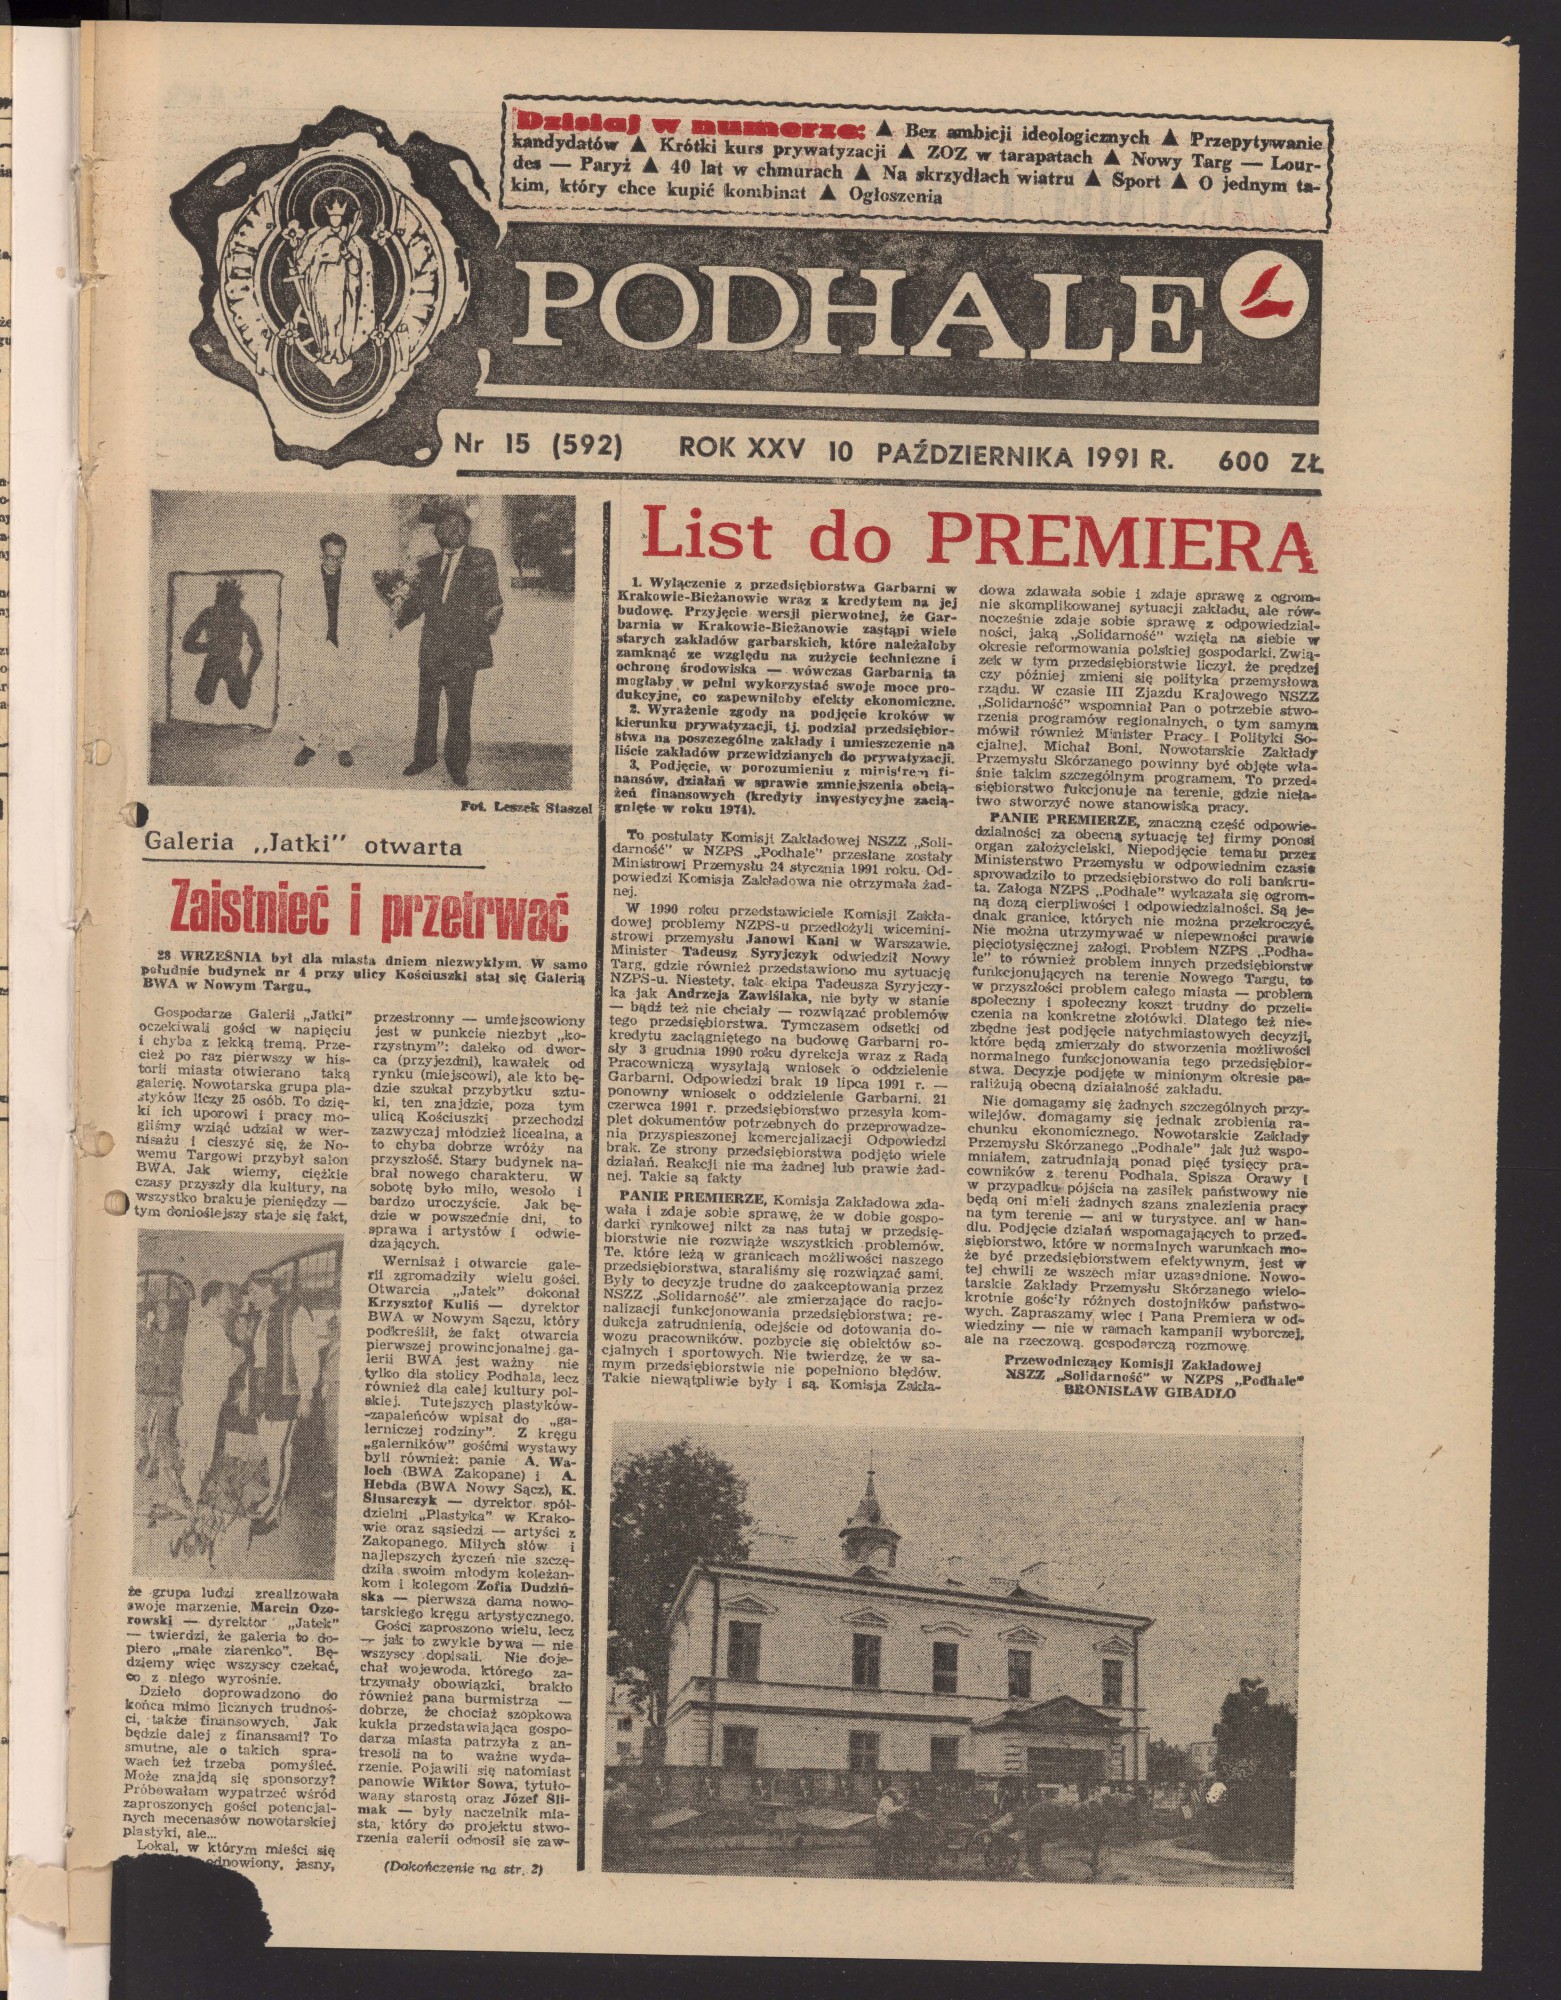 Dzisiaj w numerze: ▲ Bez ambicji ideologicznych ▲ Przepytywanie
kandydatów ▲ Krótki kurs prywatyzacji ▲ ZOZ w tarapatach ▲ Nowy Targ — Lour-
des — Paryż ▲ 40 lat w chmurach ▲ Na skrzydłach wiatru ▲ Sport ▲ O jednym ta-
kim, który chce kupić kombinat ▲ Ogłoszenia
PODHALE
Nr 15 (592) ROK XXV 10 PAŹDZIERNIKA 1991 R. 600 ZŁ
Fot. Leszek Staszel
Galeria „Jatki" otwarta
Zaistnieć i przetrwać
28 WRZEŚNIA był dla miasta dniem niezwykłym. W samo
południe budynek nr 4 przy ulicy Kościuszki stał się Galerią
BWA w Nowym Targu.
Gospodarze Galerii „Jatki"
oczekiwali gości w napięciu
i chyba z lekką tremą. Prze-
cież po raz pierwszy w his-
torii miasta otwierano taką
galerię. Nowotarska grupa pla-
styków liczy 25 osób. To dzię-
ki ich uporowi i pracy mo-
gliśmy wziąć udział w wer-
nisażu i cieszyć się, że No-
wemu Targowi przybył salon
BWA. Jak wiemy, ciężkie
czasy przyszły dla kultury, na
wszystko brakuje pieniędzy —
tym doniośslejszy staje się fakt,
że grupa ludzi zrealizowała
swoje marzenie. Marcin Ozo-
rowski — dyrektor „Jatek"
— twierdzi, że galeria to do-
piero „małe ziarenko". Bę-
dziemy więc wszyscy czekać,
co z niego wyrośnie.
Dzieło doprowadzono do
końca mimo licznych trudnoś-
ci, także finansowych. Jak
będzie dalej z finansami? To
smutne, ale o takich spra-
wach też trzeba pomyśleć.
Może znajdą się sponsorzy?
Próbowałam wypatrzeć wśród
zaproszonych gości potencjal-
nych mecenasów nowotarskiej
plastyki, ale...
Lokal, w którym mieści się
odnowiony, jasny,
przestronny — umiejscowiony
jest w punkcie niezbyt „ko-
rzystnym": daleko od dwor-
ca (przyjezdni), kawałek od
rynku (miejscowi), ale kto bę-
dzie szukał przybytku sztu-
ki, ten znajdzie, poza tym
ulicą Kościuszki przechodzi
zazwyczaj młodzież licealna, a
to chyba dobrze wróży na
przyszłość. Stary budynek na-
brał nowego charakteru. W
sobotę było miło, wesoło i
bardzo uroczyście. Jak bę-
dzie w powszednie dni, to
sprawa i artystów i odwie-
dzających.
Wernisaż i otwarcie gale-
rii zgromadziły wielu gości.
Otwarcia „Jatek" dokonał
Krzysztof Kuliś — dyrektor
BWA w Nowym Sączu, który
podkreślił, że fakt otwarcia
pierwszej prowincjonalnej ga-
lerii BWA jest ważny nie
tylko dla stolicy Podhala, lecz
również dla całej kultury pol-
skiej. Tutejszych plastyków-
-zapaleńców wpisał do „ga-
lerniczej rodziny". Z kręgu
„galerników" gośćmi wystawy
byli również: panie A. Wa-
loch (BWA Zakopane) i A.
Hebda (BWA Nowy Sącz), K.
Ślusarczyk — dyrektor spół-
dzielni „Plastyka" w Krako-
wie oraz sąsiedzi — artyści z
Zakopanego. Miłych słów i
najlepszych życzeń nie szczę-
dziła swoim młodym koleżan-
kom i kolegom Zofia Dudziń-
ska — pierwsza dama nowo-
tarskiego kręgu artystycznego.
Gości zaproszono wielu, lecz
— jak to zwykle bywa — nie
wszyscy dopisali. Nie doje-
chał wojewoda, którego za-
trzymały obowiązki, brakło
również pana burmistrza —
dobrze, że chociaż szopkowa
kukła przedstawiająca gospo-
darza miasta patrzyła z an-
tresoli na to ważne wyda-
rzenie. Pojawili się natomiast
panowie Wiktor Sowa, tytuło-
wany starostą oraz Józef Śli-
mak — były naczelnik mia-
sta, który do projektu stwo-
rzenia galerii odnosił się zaw-
(Dokończenie na str. 2)
List do PREMIERA
1. Wyłączenie z przedsiębiorstwa Garbarni w
Krakowie-Bieżanowie wraz z kredytem na jej
budowę. Przyjęcie wersji pierwotnej, że Gar-
barnia w Krakowie-Bieżanowie zastąpi wiele
starych zakładów garbarskich, które należałoby
zamknąć ze względu na zużycie techniczne i
ochronę środowiska — wówczas Garbarnia ta
mogłaby w pełni wykorzystać swoje moce pro-
dukcyjne, co zapewniłoby efekty ekonomiczne.
2. Wyrażenie zgody na podjęcie kroków w
kierunku prywatyzacji, tj. podział przedsiębior-
stwa na poszczególne zakłady i umieszczenie na
liście zakładów przewidzianych do prywatyzacji.
3. Podjęcie, w porozumieniu z ministrem fi-
nansów, działań w sprawie zmniejszenia obcią-
żeń finansowych (kredyty inwestycyjne zacią-
gnięte w roku 1974).
To postulaty Komisji Zakładowej NSZZ „Soli-
darność" w NZPS „Podhale" przesłane zostały
Ministrowi Przemysłu 24 stycznia 1991 roku. Od-
powiedzi Komisja Zakładowa nie otrzymała żad-
nej.
W 1990 roku przedstawiciele Komisji Zakła-
dowej problemy NZPS-u przedłożyli wicemini-
strowi przemysłu Janowi Kani w Warszawie.
Minister Tadeusz Syryjczyk odwiedził Nowy
Targ, gdzie również przedstawiono mu sytuację
NZPS-u. Niestety, tak ekipa Tadeusza Syryjczy-
ka jak Andrzeja Zawiślaka, nie były w stanie
— bądź też nie chciały — rozwiązać problemów
tego przedsiębiorstwa. Tymczasem odsetki od
kredytu zaciągniętego na budowę Garbarni ro-
sły 3 grudnia 1990 roku dyrekcja wraz z Radą
Pracowniczą wysyłają wniosek o oddzielenie
Garbarni. Odpowiedzi brak 19 lipca 1991 r. —
ponowny wniosek o oddzielenie Garbarni. 21
czerwca 1991 r. przedsiębiorstwo przesyła kom-
plet dokumentów potrzebnych do przeprowadze-
nia przyspieszonej komercjalizacji Odpowiedzi
brak. Ze strony przedsiębiorstwa podjęto wiele
działań. Reakcji nie ma żadnej lub prawie żad-
nej. Takie są fakty
PANIE PREMIERZE, Komisja Zakładowa zda-
wała i zdaje sobie sprawę, że w dobie gospo-
darki rynkowej nikt za nas tutaj w przedsię-
biorstwie nie rozwiąże wszystkich problemów.
Te, które leżą w granicach możliwości naszego
przedsiębiorstwa, staraliśmy się rozwiązać sami.
Były to decyzje trudne do zaakceptowania przez
NSZZ „Solidarność" ale zmierzające do racjo-
nalizacji funkcjonowania przedsiębiorstwa: re-
dukcja zatrudnienia, odejście od dotowania do-
wozu pracowników, pozbycie się obiektów so-
cjalnych i sportowych. Nie twierdzę, że w sa-
mym przedsiębiorstwie nie popełniono błędów.
Takie niewątpliwie były i są. Komisja Zakła-
dowa zdawała sobie i zdaje sprawę z ogrom-
nie skomplikowanej sytuacji zakładu, ale rów-
nocześnie zdaje sobie sprawę z odpowiedzial-
ności, jaką „Solidarność" wzięła na siebie w
okresie reformowania polskiej gospodarki. Zwią-
zek w tym przedsiębiorstwie liczył, że prędzej
czy później zmieni się polityka przemysłowa
rządu. W czasie III Zjazdu Krajowego NSZZ
„Solidarność" wspomniał Pan o potrzebie stwo-
rzenia programów regionalnych, o tym samym
mówił również Minister Pracy i Polityki So-
cjalnej, Michał Boni. Nowotarskie Zakłady
Przemysłu Skórzanego powinny być objęte wła-
śnie takim szczególnym programem. To przed-
siębiorstwo fukcjonuje na terenie, gdzie nieła-
two stworzyć nowe stanowiska pracy.
PANIE PREMIERZE, znaczną część odpowie-
dzialności za obecną sytuację tej firmy ponosi
organ założycielski. Niepodjęcie tematu przez
Ministerstwo Przemysłu w odpowiednim czasie
sprowadziło to przedsiębiorstwo do roli bankru-
ta. Załoga NZPS „Podhale" wykazała się ogrom-
ną dozą cierpliwości i odpowiedzialności. Są je-
dnak granice, których nie można przekroczyć.
Nie można utrzymywać w niepewności prawie
pięciotysięcznej załogi. Problem NZPS „Podha-
le" to również problem innych przedsiębiorstw
funkcjonujących na terenie Nowego Targu, to
w przyszłości problem całego miasta — problem
społeczny i społeczny koszt trudny do przeli-
czenia na konkretne złotówki. Dlatego też nie-
zbędne jest podjęcie natychmiastowych decyzji,
które będą zmierzały do stworzenia możliwości
normalnego funkcjonowania tego przedsiębior-
stwa. Decyzje podjęte w minionym okresie pa-
raliżują obecną działalność zakładu.
Nie domagamy się żadnych szczególnych przy-
wilejów, domagamy się jednak zrobienia ra-
chunku ekonomicznego. Nowotarskie Zakłady
Przemysłu Skórzanego „Podhale" jak już wspo-
mniałem, zatrudniają ponad pięć tysięcy pra-
cowników z terenu Podhala, Spisza Orawy i
w przypadku pójścia na zasiłek państwowy nie
będą oni mieli żadnych szans znalezienia pracy
na tym terenie — ani w turystyce, ani w han-
dlu. Podjęcie działań wspomagających to przed-
siębiorstwo, które w normalnych warunkach mo-
że być przedsiębiorstwem efektywnym, jest w
tej chwili ze wszech miar uzasadnione. Nowo-
tarskie Zakłady Przemysłu Skórzanego wielo-
krotnie gościły różnych dostojników państwo-
wych. Zapraszamy więc i Pana Premiera w od-
wiedziny — nie w ramach kampanii wyborczej,
ale na rzeczową, gospodarczą rozmowę.
Przewodniczący Komisji Zakładowej
NSZZ „Solidarność" w NZPS „Podhale"
BRONISŁAW GIBADŁO